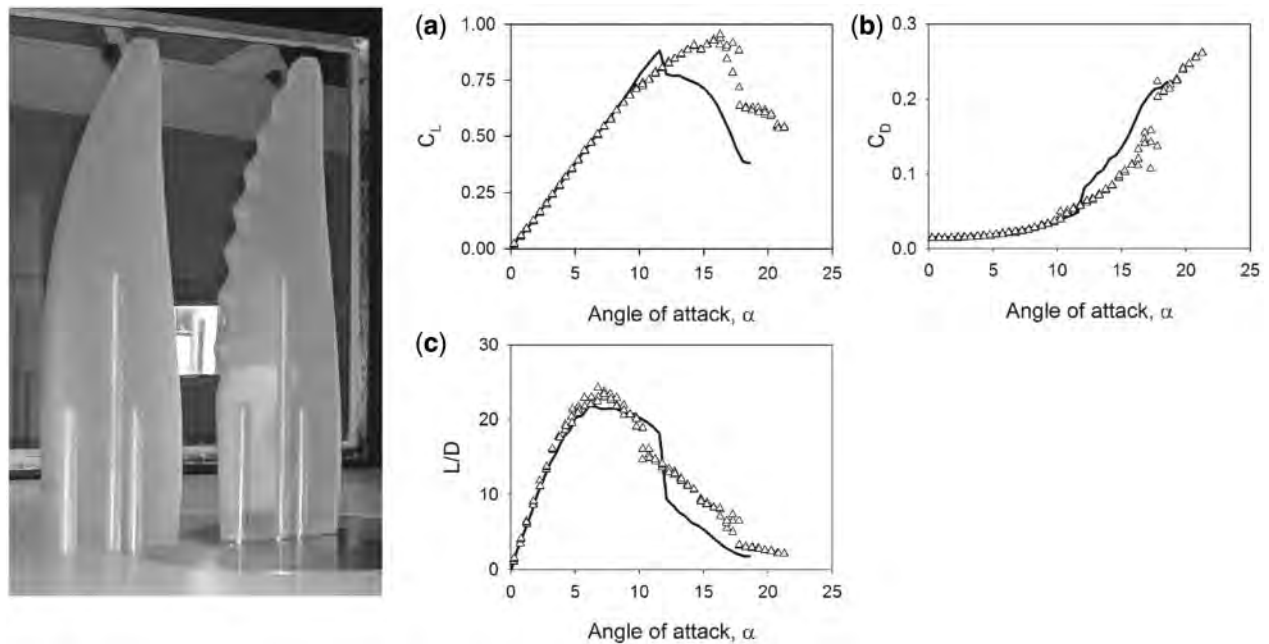 (a)
1.00
0.75
0.50
0.25
0.00
C_L
0 5 10 15 20 25
Angle of attack, α
(b)
0.3
0.2
0.1
0.0
C_D
0 5 10 15 20 25
Angle of attack, α
(c)
30
20
10
0
L/D
0 5 10 15 20 25
Angle of attack, α